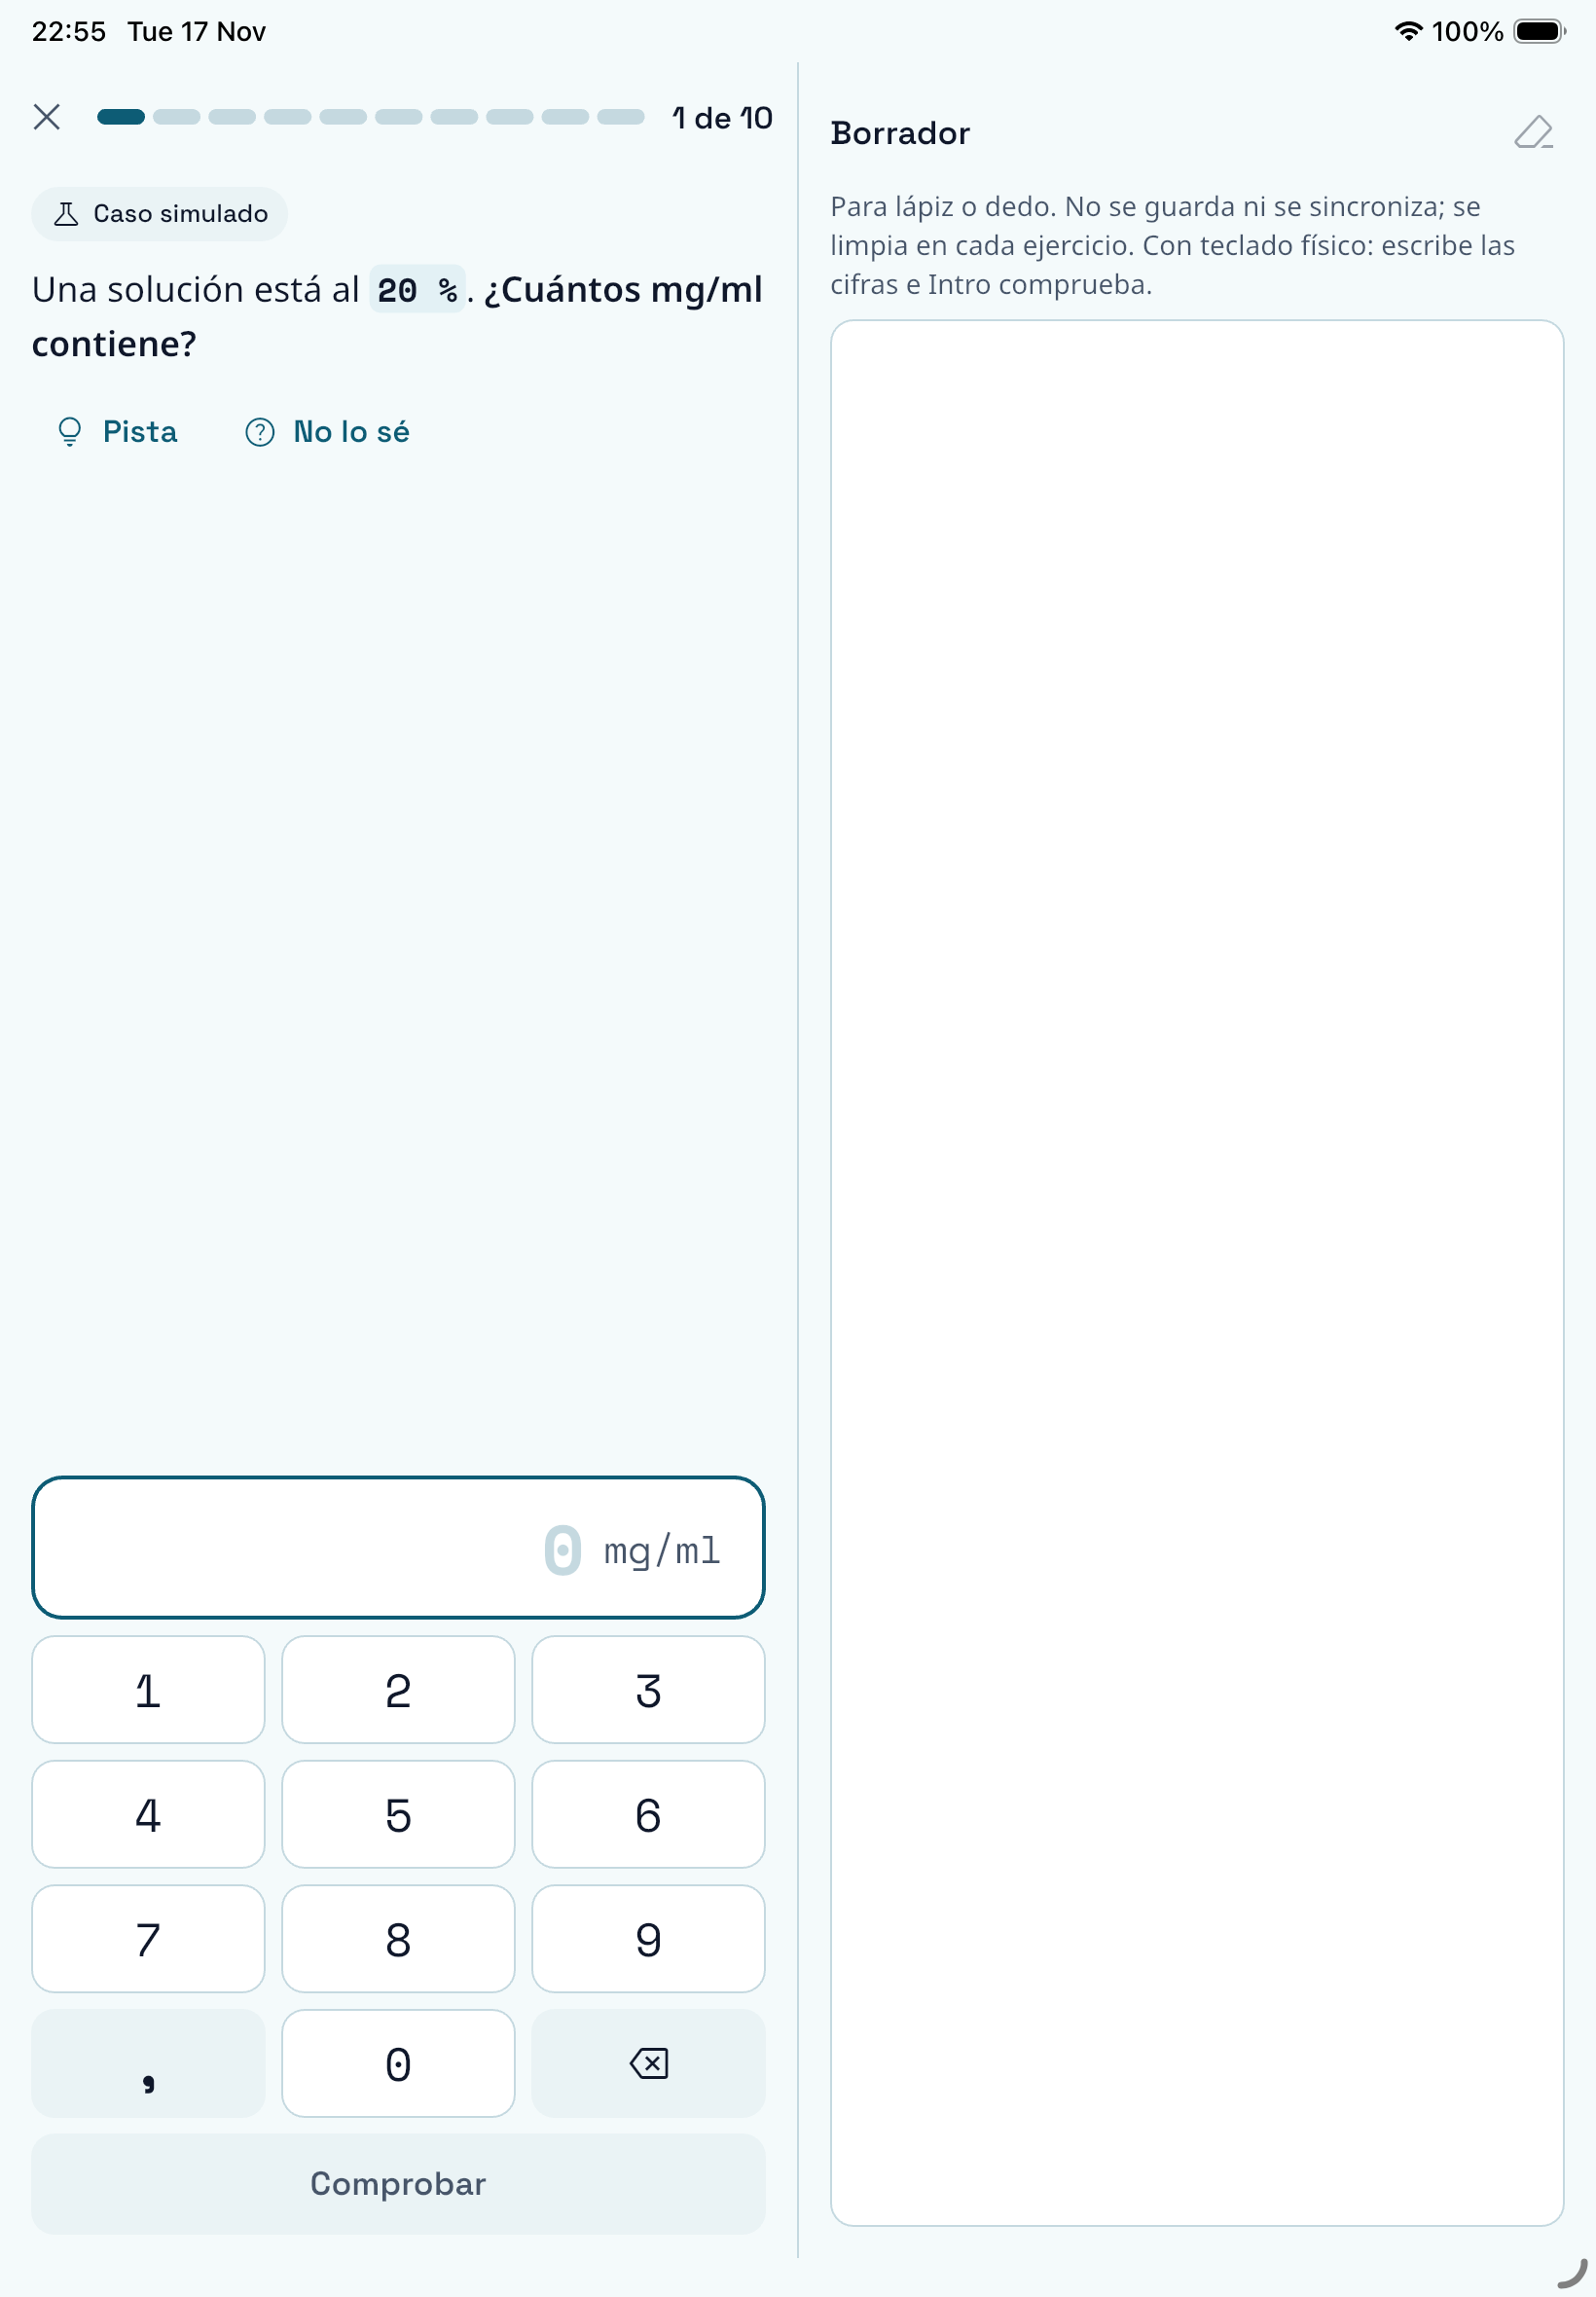 22:55 Tue 17 Nov
100%
1 de 10
Caso simulado
Una solución está al 20 %. ¿Cuántos mg/ml
contiene?
Pista
No lo sé
0 mg/ml
1 2 3
4 5 6
7 8 9
, 0
Comprobar
Borrador
Para lápiz o dedo. No se guarda ni se sincroniza; se
limpia en cada ejercicio. Con teclado físico: escribe las
cifras e Intro comprueba.